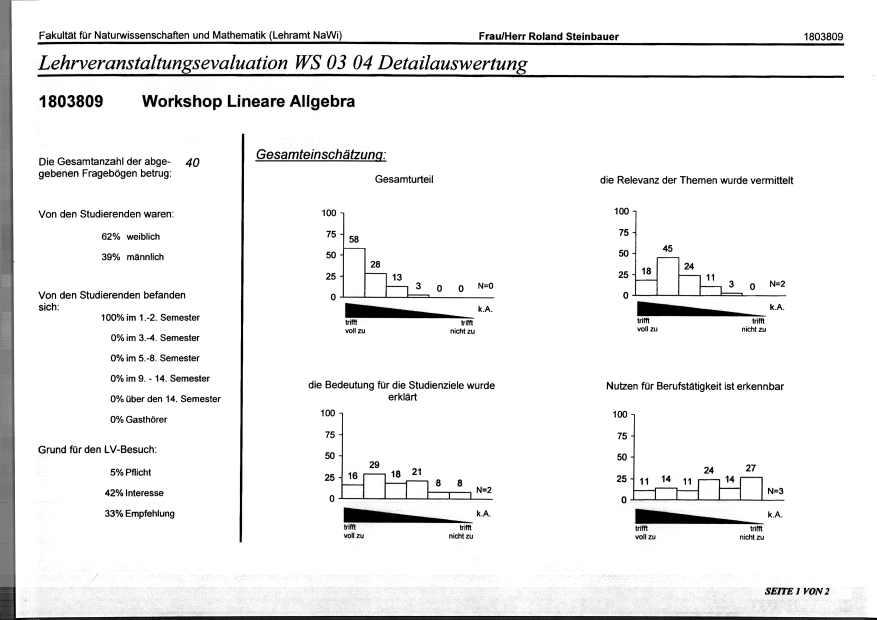 Fakultät für Naturwissenschaften und Mathematik (Lehramt NaWi) Frau/Herr Roland Steinbauer 1803809
Lehrveranstaltungsevaluation WS 03 04 Detailauswertung
1803809 Workshop Lineare Allgebra
Die Gesamtanzahl der abge- 40
gebenen Fragebögen betrug:
Von den Studierenden waren:
62% weiblich
39% männlich
Von den Studierenden befanden
sich:
100% im 1.-2. Semester
0% im 3.-4. Semester
0% im 5.-8. Semester
0% im 9. - 14. Semester
0% über den 14. Semester
0% Gasthörer
Grund für den LV-Besuch:
5% Pflicht
42% Interesse
33% Empfehlung
Gesamteinschätzung:
Gesamturteil
100
75
50
25
0
58 28 13 3 0 0 N=0
k.A.
trifft trifft
voll zu nicht zu
die Relevanz der Themen wurde vermittelt
100
75
50
25
0
18 45 24 11 3 0 N=2
k.A.
trifft trifft
voll zu nicht zu
die Bedeutung für die Studienziele wurde
erklärt
100
75
50
25
0
16 29 18 21 8 8 N=2
k.A.
trifft trifft
voll zu nicht zu
Nutzen für Berufstätigkeit ist erkennbar
100
75
50
25
0
11 14 11 24 14 27 N=3
k.A.
trifft trifft
voll zu nicht zu
SEITE 1 VON 2